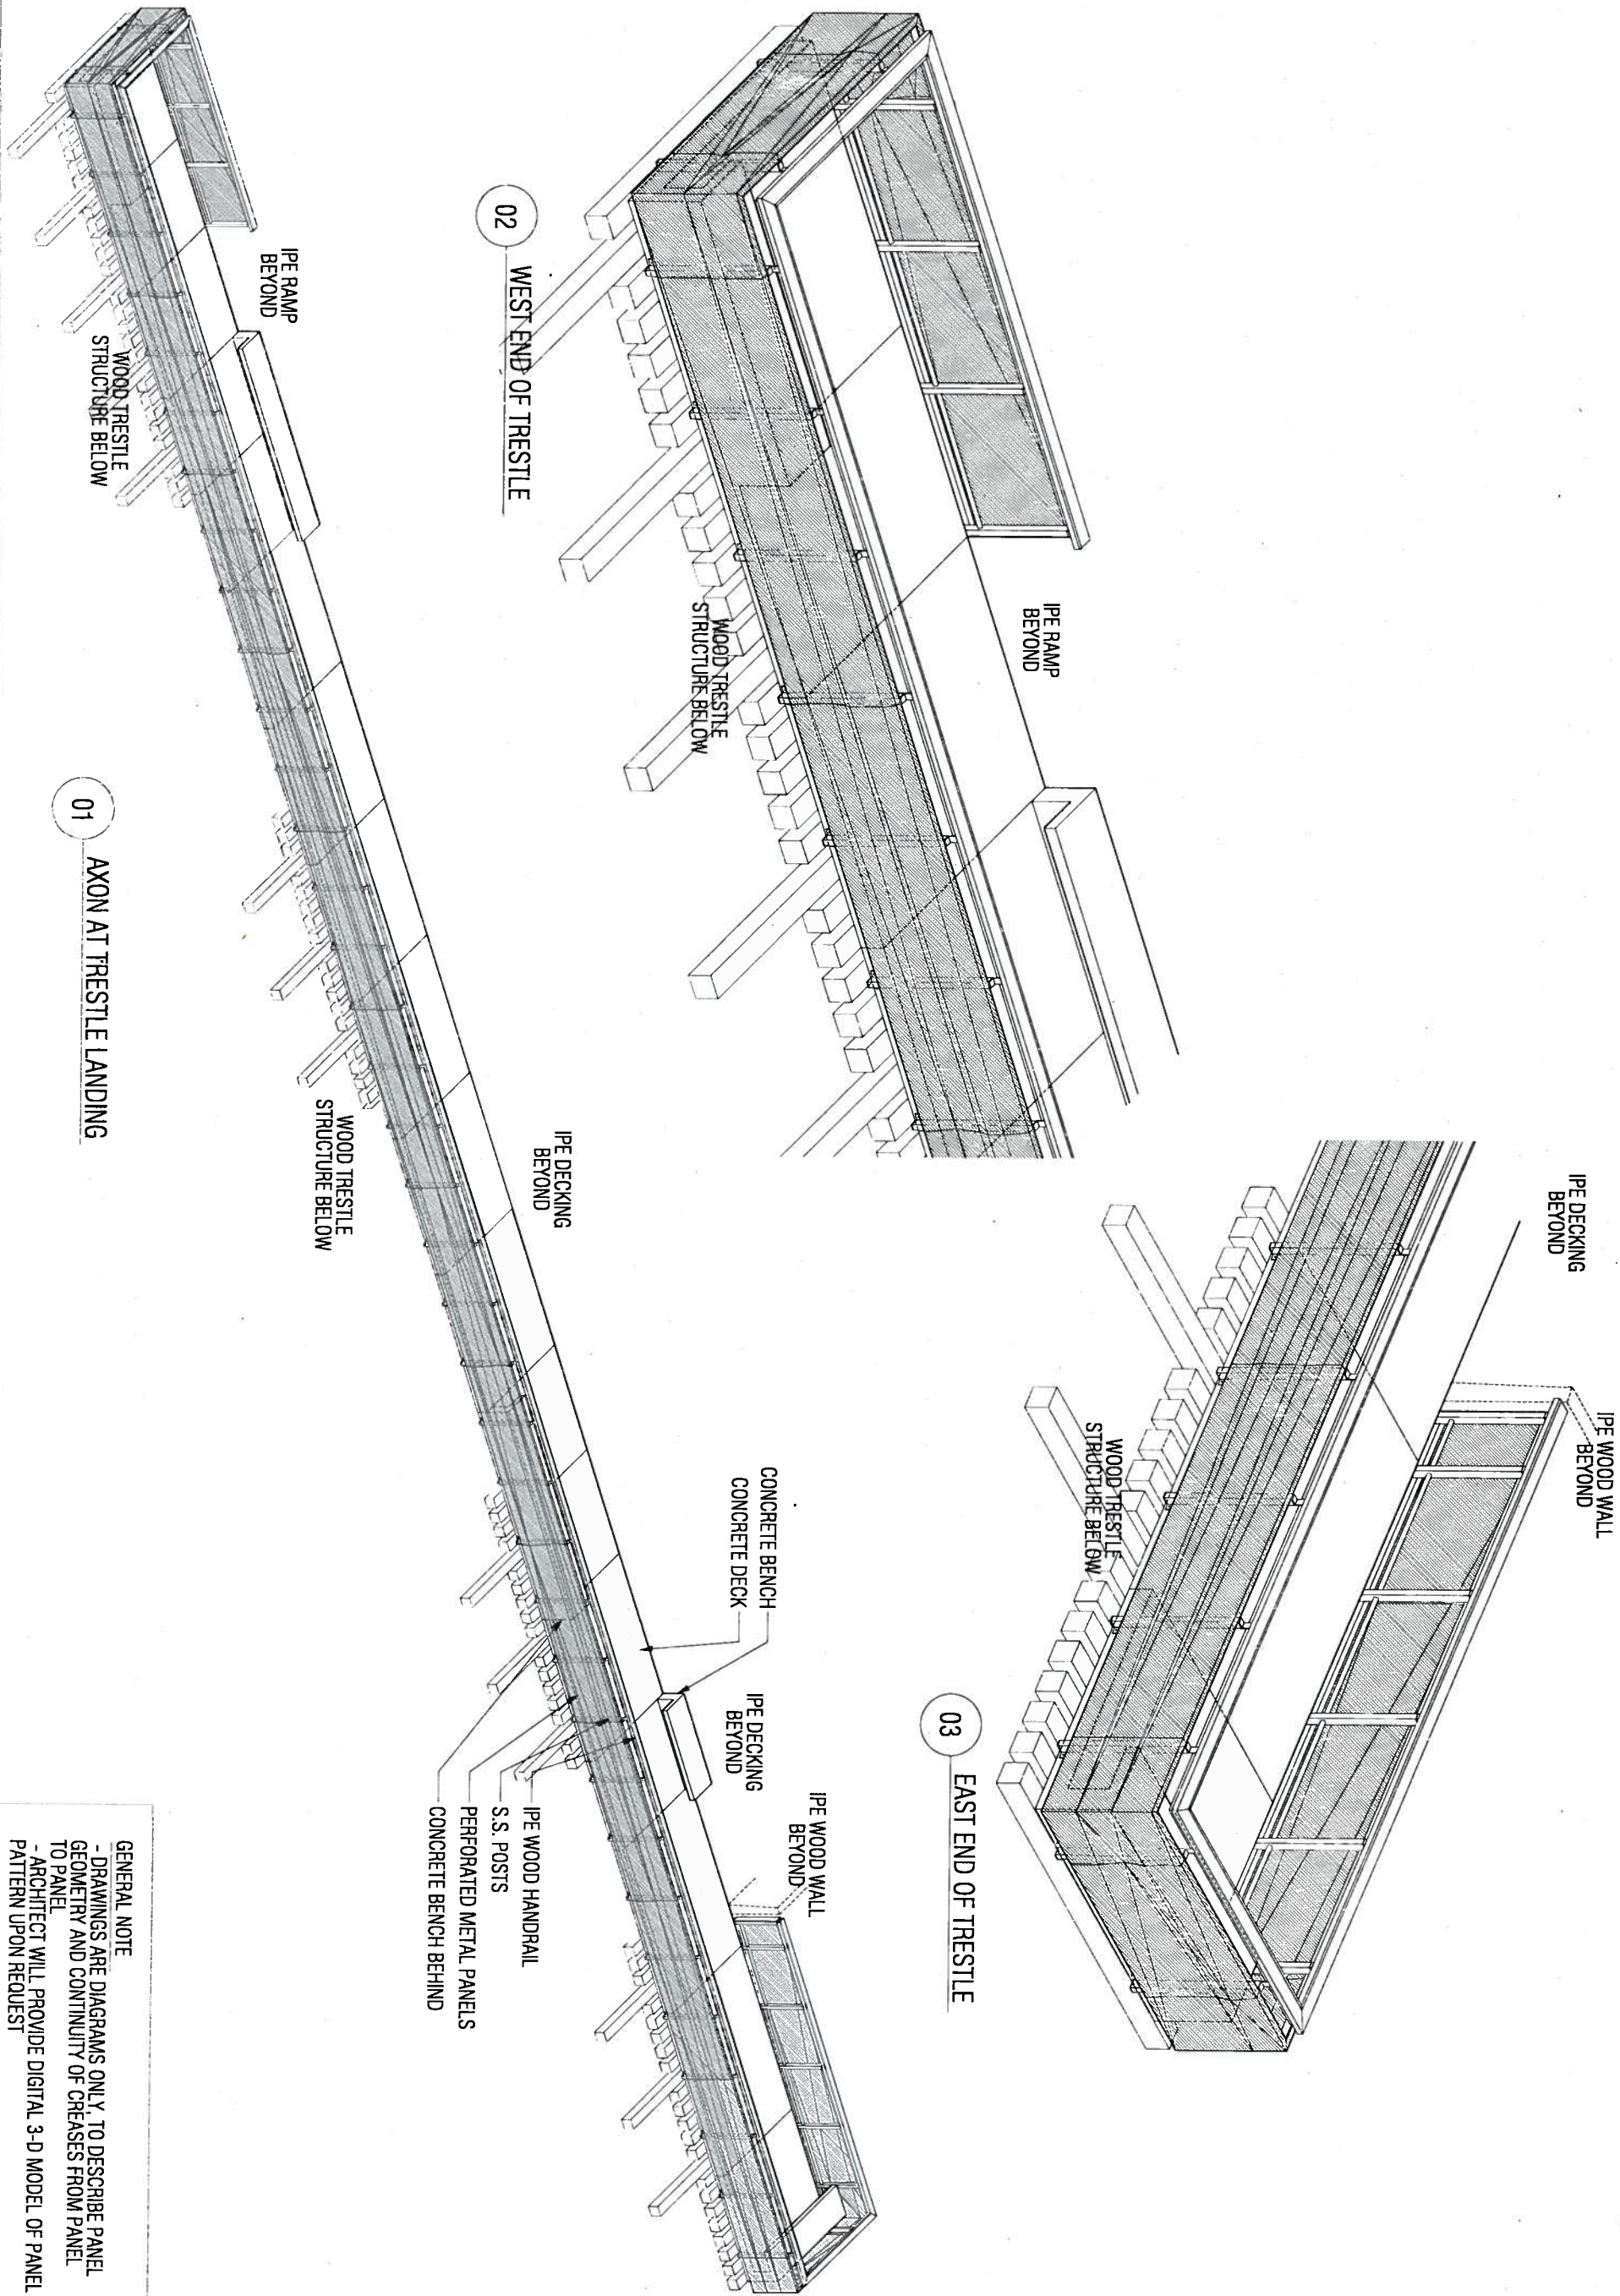 02
WEST END OF TRESTLE
IPE RAMP
BEYOND
WOOD TRESTLE
STRUCTURE BELOW
IPE DECKING
BEYOND
IPE WOOD WALL
BEYOND
WOOD TRESTLE
STRUCTURE BELOW
03
EAST END OF TRESTLE
IPE RAMP
BEYOND
WOOD TRESTLE
STRUCTURE BELOW
IPE DECKING
BEYOND
WOOD TRESTLE
STRUCTURE BELOW
CONCRETE BENCH
CONCRETE DECK
IPE DECKING
BEYOND
IPE WOOD WALL
BEYOND
IPE WOOD HANDRAIL
S.S. POSTS
PERFORATED METAL PANELS
CONCRETE BENCH BEHIND
01
AXON AT TRESTLE LANDING
GENERAL NOTE
- DRAWINGS ARE DIAGRAMS ONLY, TO DESCRIBE PANEL
GEOMETRY AND CONTINUITY OF CREASES FROM PANEL
TO PANEL
- ARCHITECT WILL PROVIDE DIGITAL 3-D MODEL OF PANEL
PATTERN UPON REQUEST